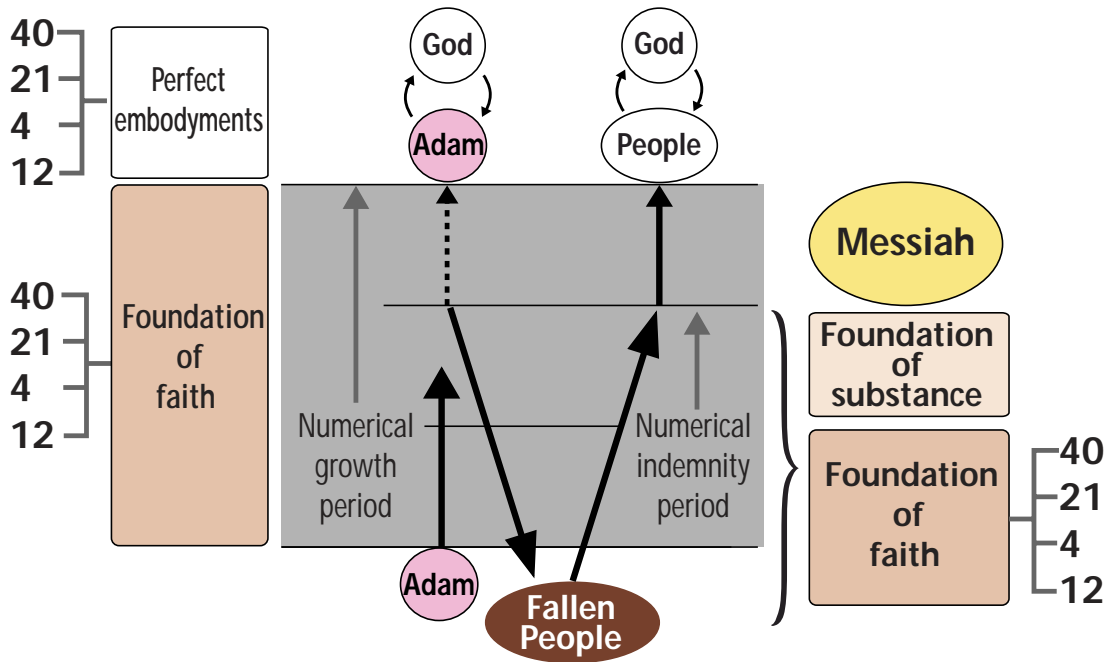 40
21
4
12
Perfect
embodyments
God
Adam
God
People
40
21
4
12
Foundation
of
faith
Numerical
growth
period
Adam
Fallen
People
Numerical
indemnity
period
Messiah
Foundation
of
substance
Foundation
of
faith
40
21
4
12